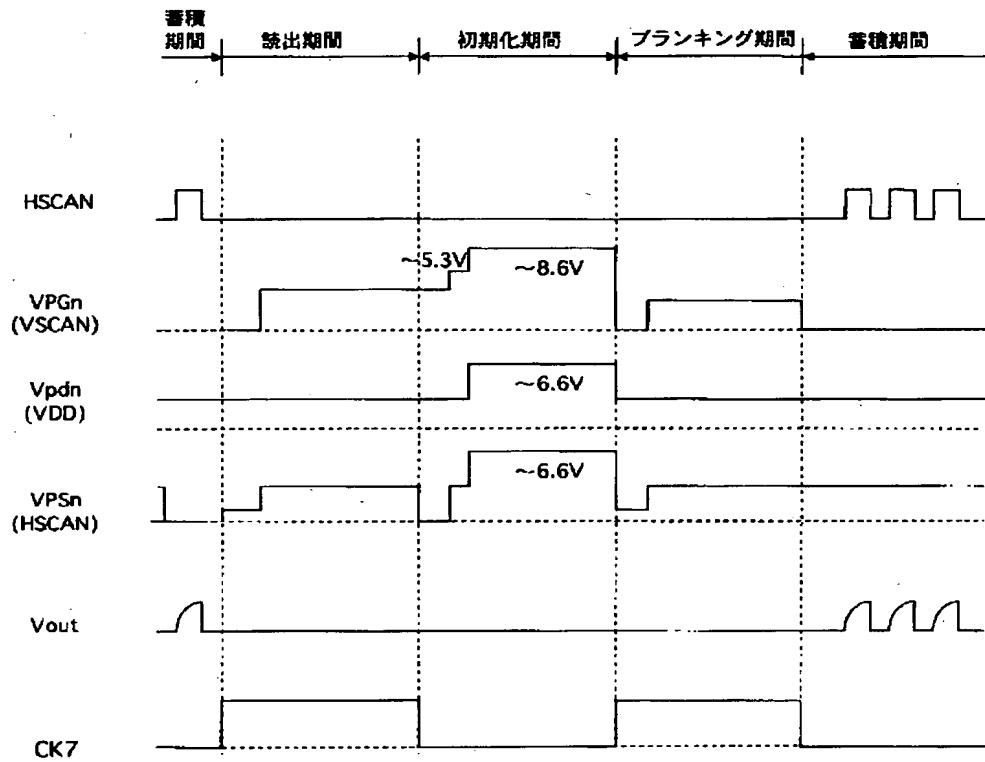 蓄積
期間
読出期間
初期化期間
ブランキング期間
蓄積期間
HSCAN
VPGn
(VSCAN)
~5.3V
~8.6V
Vpdn
(VDD)
~6.6V
VPSn
(HSCAN)
~6.6V
Vout
CK7